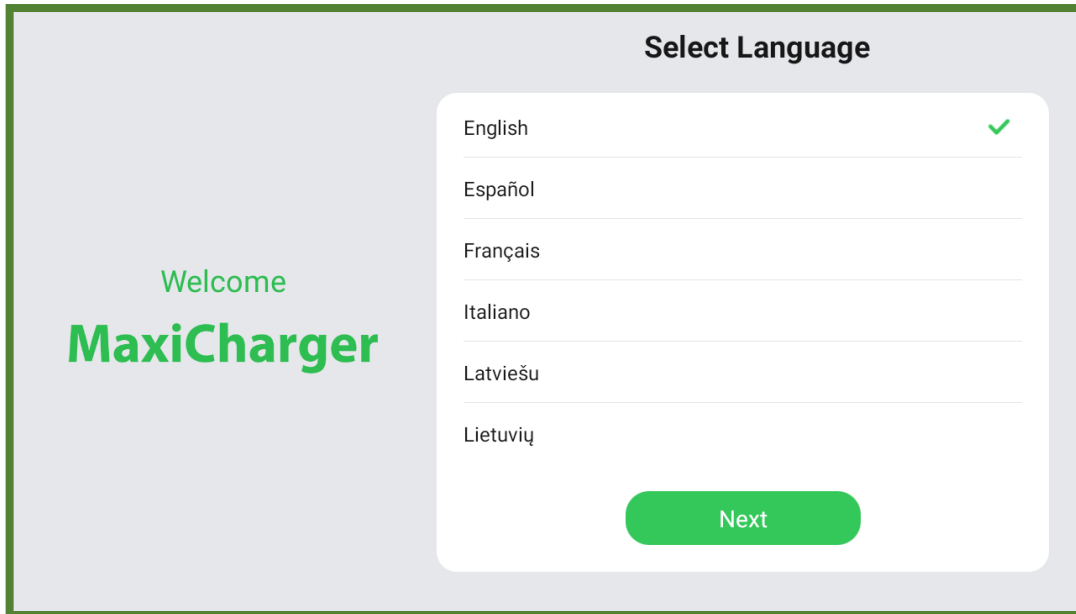 Welcome
MaxiCharger
Select Language
English
Español
Français
Italiano
Latviešu
Lietuvių
Next